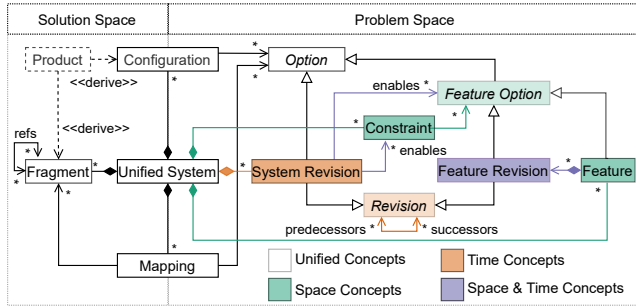 Solution Space
Problem Space
Product
Configuration
*
*
*
Option
<<derive>>
<<derive>>
enables *
Feature Option
*
*
Constraint
* enables
refs
*
*
Fragment
*
Unified System
*
System Revision
Feature Revision
*
Feature
*
*
*
Revision
predecessors * * successors
Mapping
Unified Concepts
Time Concepts
Space Concepts
Space & Time Concepts